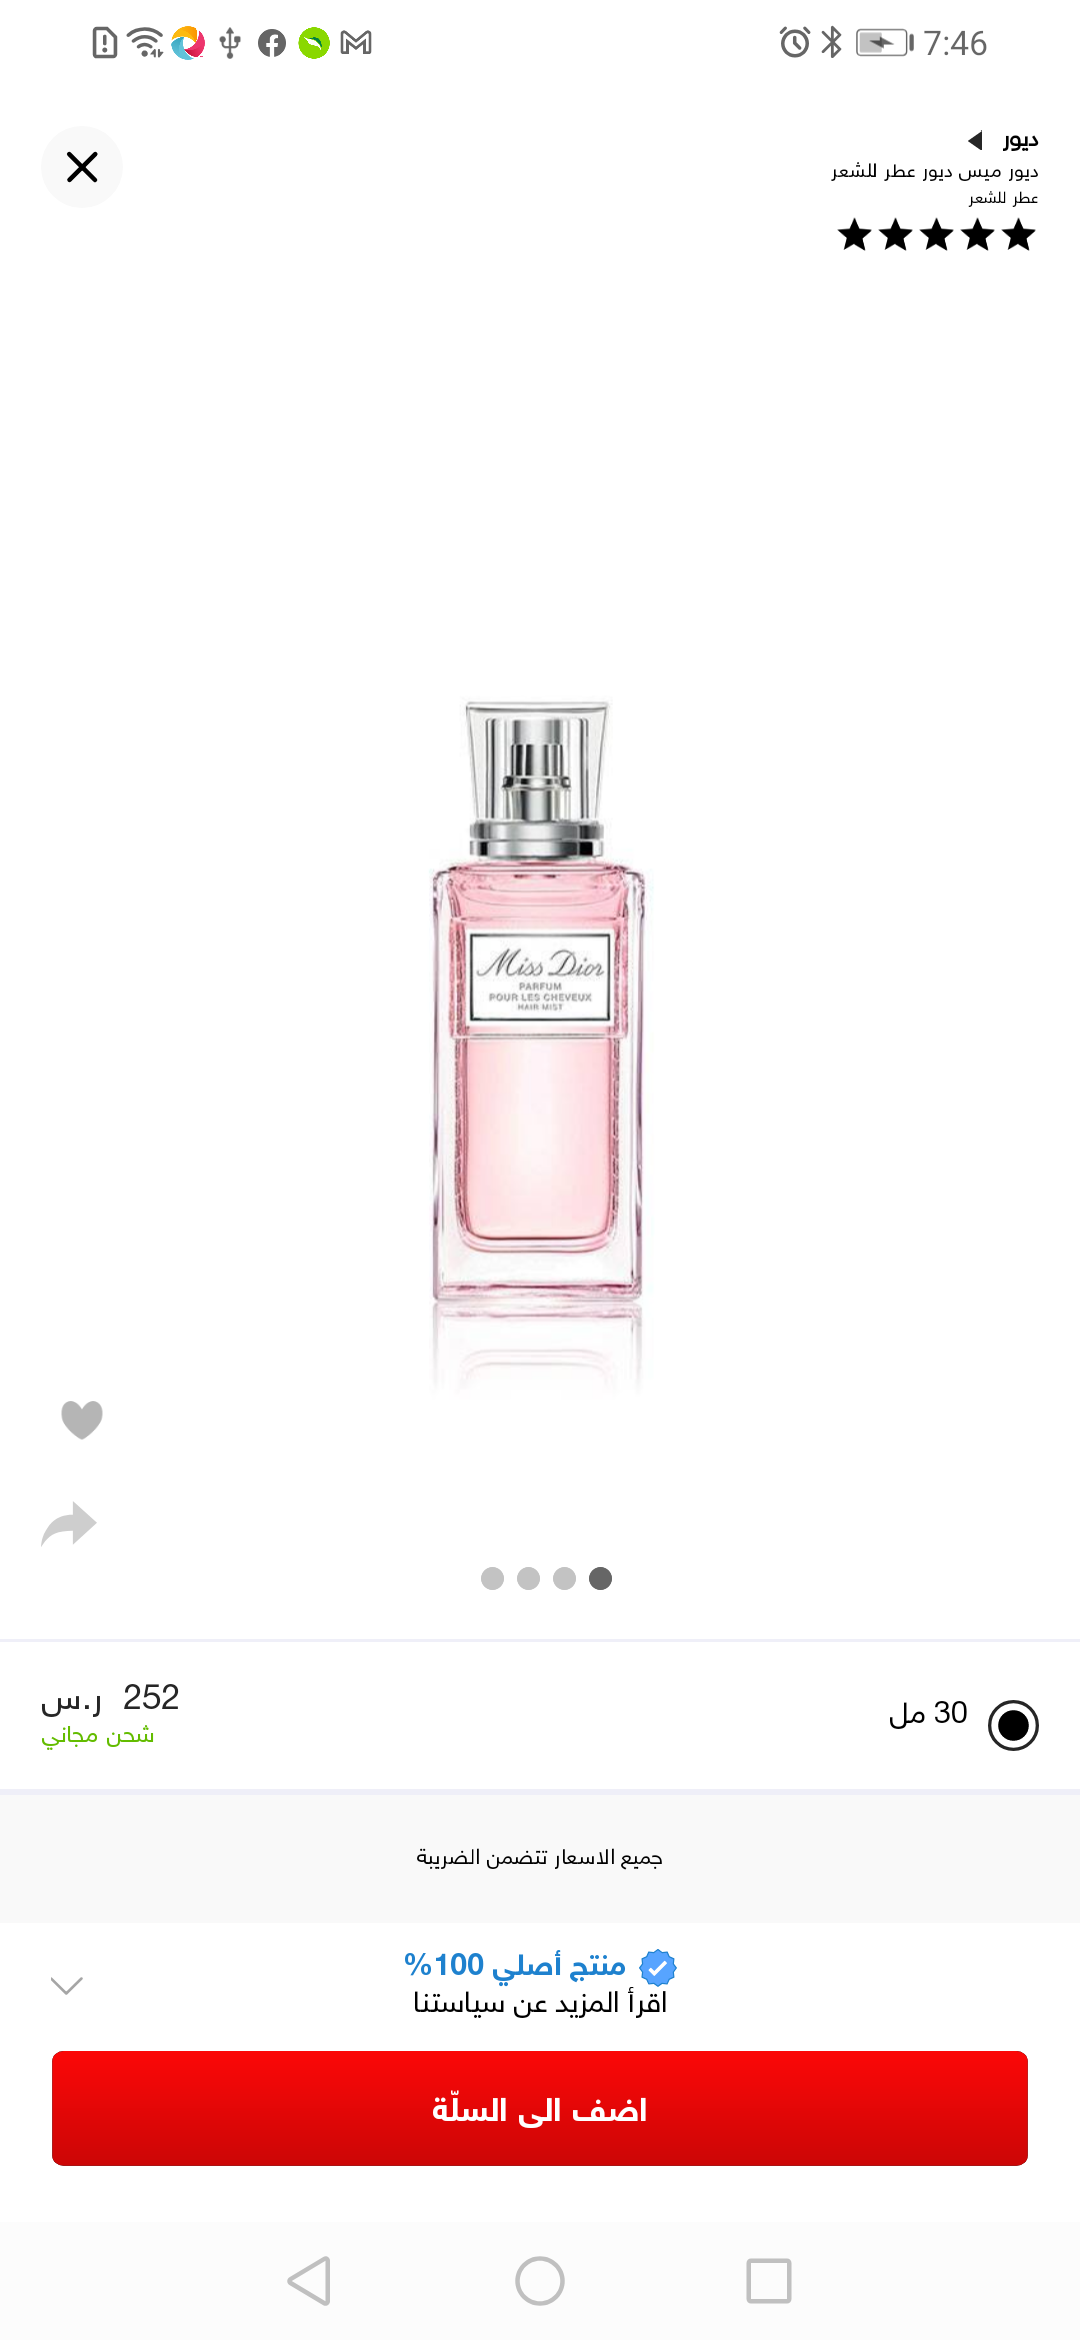 7:46
ديور
ديور ميس ديور عطر للشعر
عطر للشعر
Miss Dior
PARFUM
POUR LES CHEVEUX
HAIR MIST
30 مل
252 ر.س
شحن مجاني
جميع الاسعار تتضمن الضريبة
منتج أصلي 100%
اقرأ المزيد عن سياستنا
اضف الى السلّة